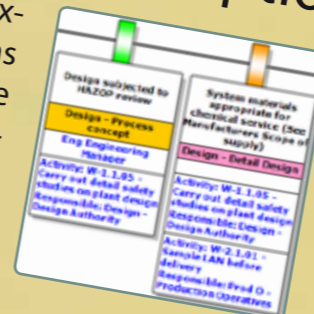 x-
ns
e
Design subjected to
HAZOP review
Design - Process
concept
Eng Engineering
Manager
Activity: W-1.1.05 -
Carry out detail safety
studies on plant design
Responsible: Design -
Design Authority
System materials
appropriate for
chemical service (See
Manufacturers Scope of
supply)
Design - Detail Design
Activity: W-1.1.05 -
Carry out detail safety
studies on plant design
Responsible: Design -
Design Authority
Activity: W-2.1.01 -
Sample LAN before
delivery
Responsible: Prod O -
Production Operatives